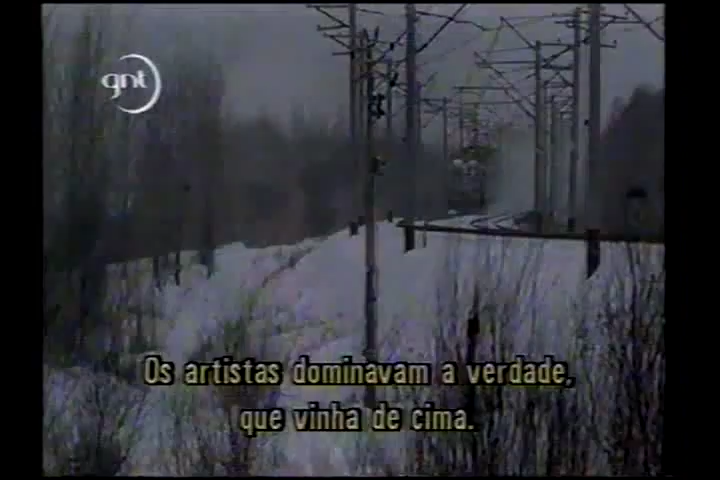 gnt
Os artistas dominavam a verdade,
que vinha de cima.